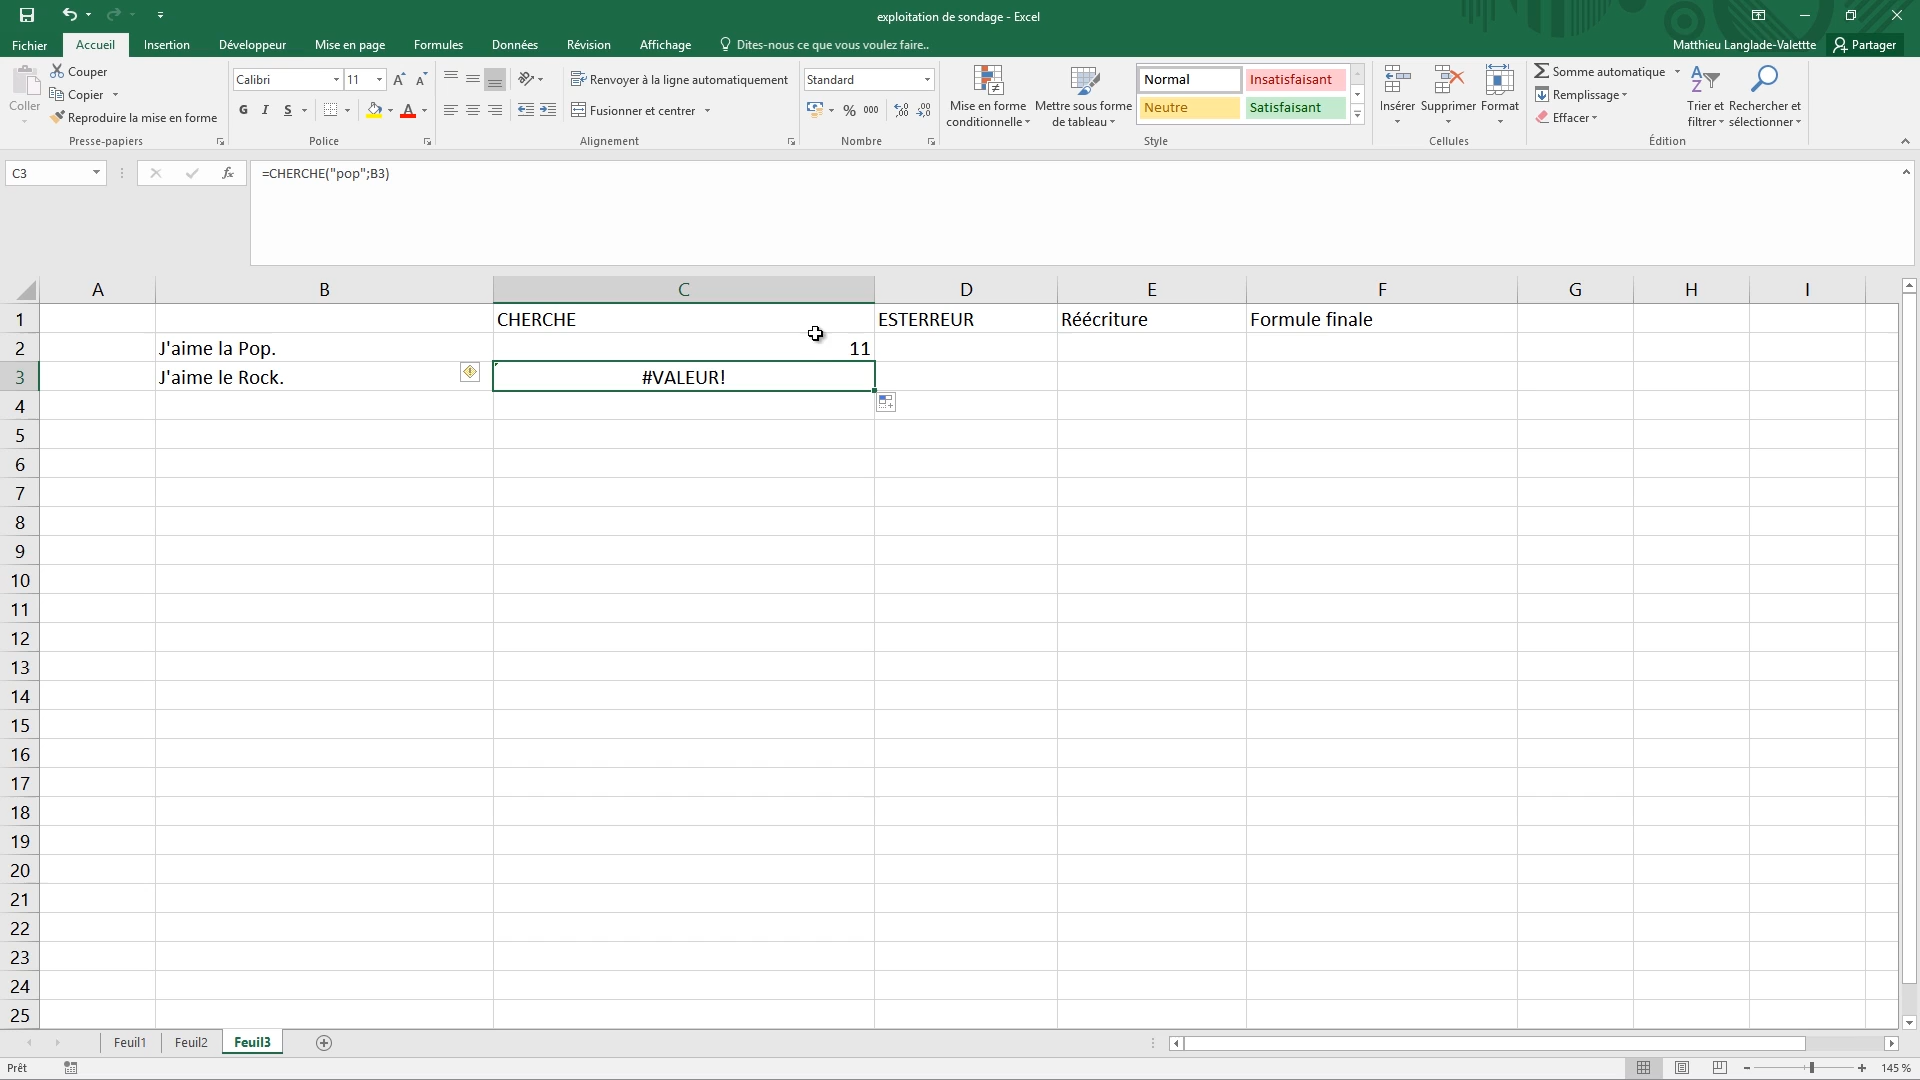 exploitation de sondage - Excel
Fichier Accueil Insertion Développeur Mise en page Formules Données Révision Affichage Dites-nous ce que vous voulez faire.. Matthieu Langlade-Valettte Partager
Coller
Couper
Copier
Reproduire la mise en forme
Presse-papiers
Calibri 11
G I S
Police
Renvoyer à la ligne automatiquement
Fusionner et centrer
Alignement
Standard
% 000
Nombre
Mise en forme conditionnelle
Mettre sous forme de tableau
Normal Insatisfaisant
Neutre Satisfaisant
Style
Insérer Supprimer Format
Cellules
Somme automatique
Remplissage
Effacer
Trier et filtrer
Rechercher et sélectionner
Édition
C3 fx =CHERCHE("pop";B3)
A B C D E F G H I
1 CHERCHE ESTERREUR Réécriture Formule finale
2 J'aime la Pop. 11
3 J'aime le Rock. #VALEUR!
4
5
6
7
8
9
10
11
12
13
14
15
16
17
18
19
20
21
22
23
24
25
Feuil1 Feuil2 Feuil3
Prêt 145 %